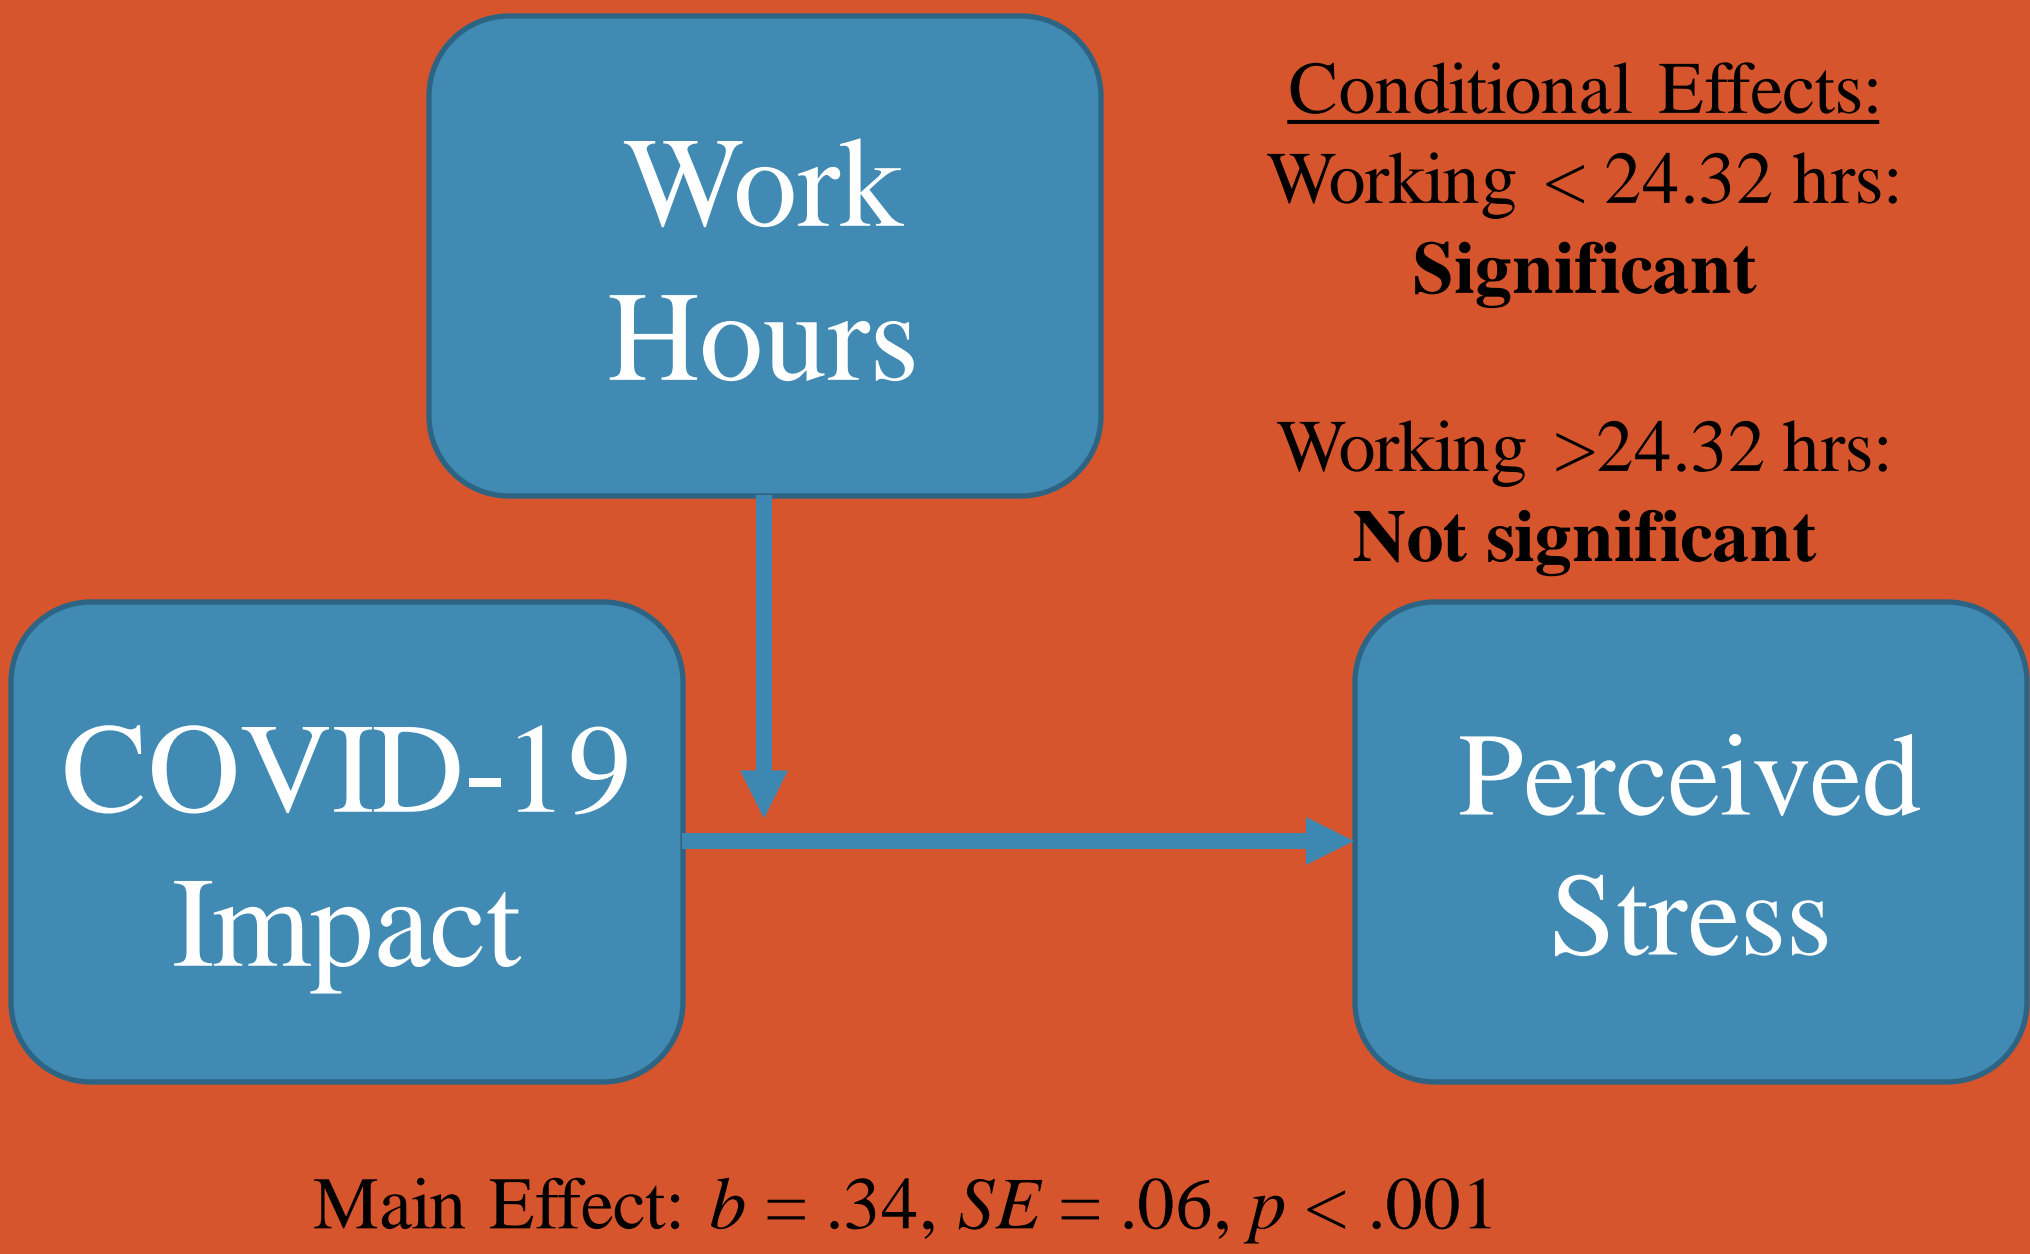 Work
Hours
Conditional Effects:
Working < 24.32 hrs:
Significant
Working >24.32 hrs:
Not significant
COVID-19
Impact
Perceived
Stress
Main Effect: b = .34, SE = .06, p < .001